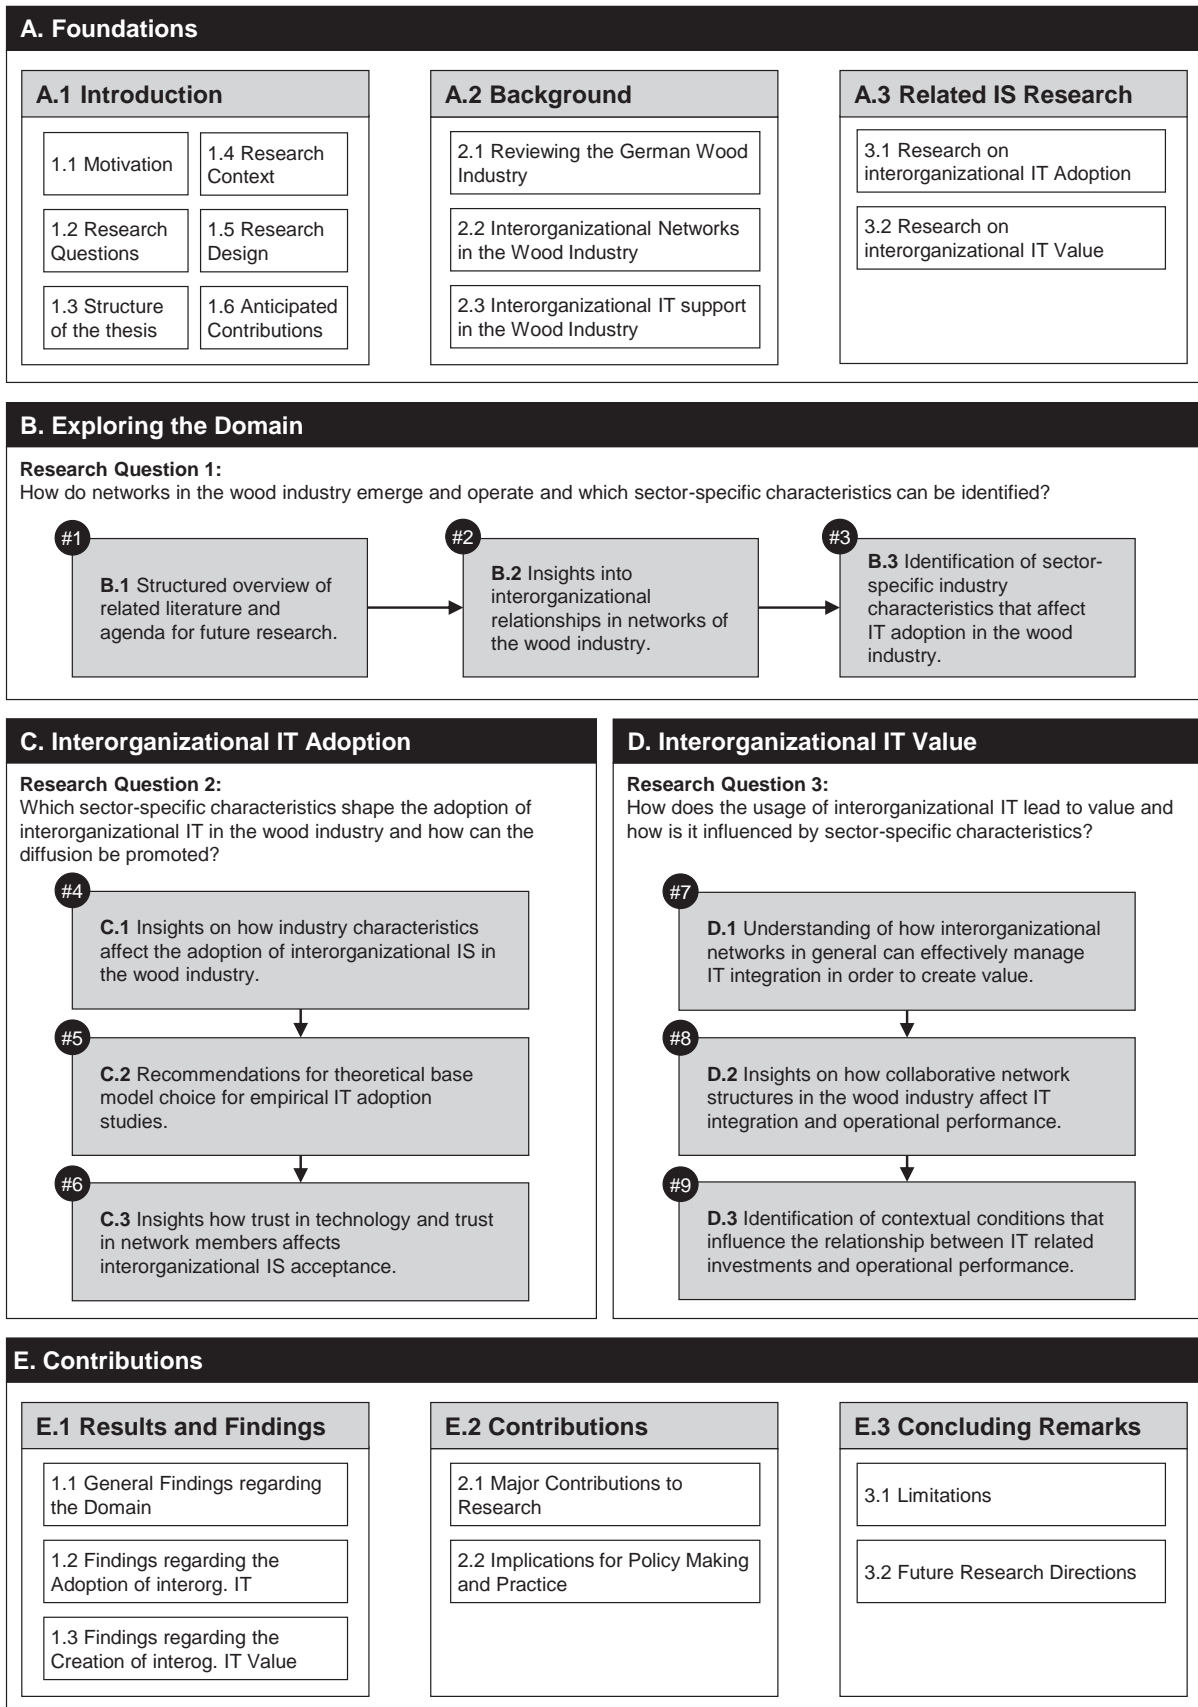 A. Foundations
A.1 Introduction
1.1 Motivation
1.2 Research
Questions
1.3 Structure
of the thesis
1.4 Research
Context
1.5 Research
Design
1.6 Anticipated
Contributions
A.2 Background
2.1 Reviewing the German Wood
Industry
2.2 Interorganizational Networks
in the Wood Industry
2.3 Interorganizational IT support
in the Wood Industry
A.3 Related IS Research
3.1 Research on
interorganizational IT Adoption
3.2 Research on
interorganizational IT Value
B. Exploring the Domain
Research Question 1:
How do networks in the wood industry emerge and operate and which sector-specific characteristics can be identified?
#1
B.1 Structured overview of
related literature and
agenda for future research.
#2
B.2 Insights into
interorganizational
relationships in networks of
the wood industry.
#3
B.3 Identification of sector-
specific industry
characteristics that affect
IT adoption in the wood
industry.
C. Interorganizational IT Adoption
Research Question 2:
Which sector-specific characteristics shape the adoption of
interorganizational IT in the wood industry and how can the
diffusion be promoted?
#4
C.1 Insights on how industry characteristics
affect the adoption of interorganizational IS in
the wood industry.
#5
C.2 Recommendations for theoretical base
model choice for empirical IT adoption
studies.
#6
C.3 Insights how trust in technology and trust
in network members affects
interorganizational IS acceptance.
D. Interorganizational IT Value
Research Question 3:
How does the usage of interorganizational IT lead to value and
how is it influenced by sector-specific characteristics?
#7
D.1 Understanding of how interorganizational
networks in general can effectively manage
IT integration in order to create value.
#8
D.2 Insights on how collaborative network
structures in the wood industry affect IT
integration and operational performance.
#9
D.3 Identification of contextual conditions that
influence the relationship between IT related
investments and operational performance.
E. Contributions
E.1 Results and Findings
1.1 General Findings regarding
the Domain
1.2 Findings regarding the
Adoption of interorg. IT
1.3 Findings regarding the
Creation of interog. IT Value
E.2 Contributions
2.1 Major Contributions to
Research
2.2 Implications for Policy Making
and Practice
E.3 Concluding Remarks
3.1 Limitations
3.2 Future Research Directions